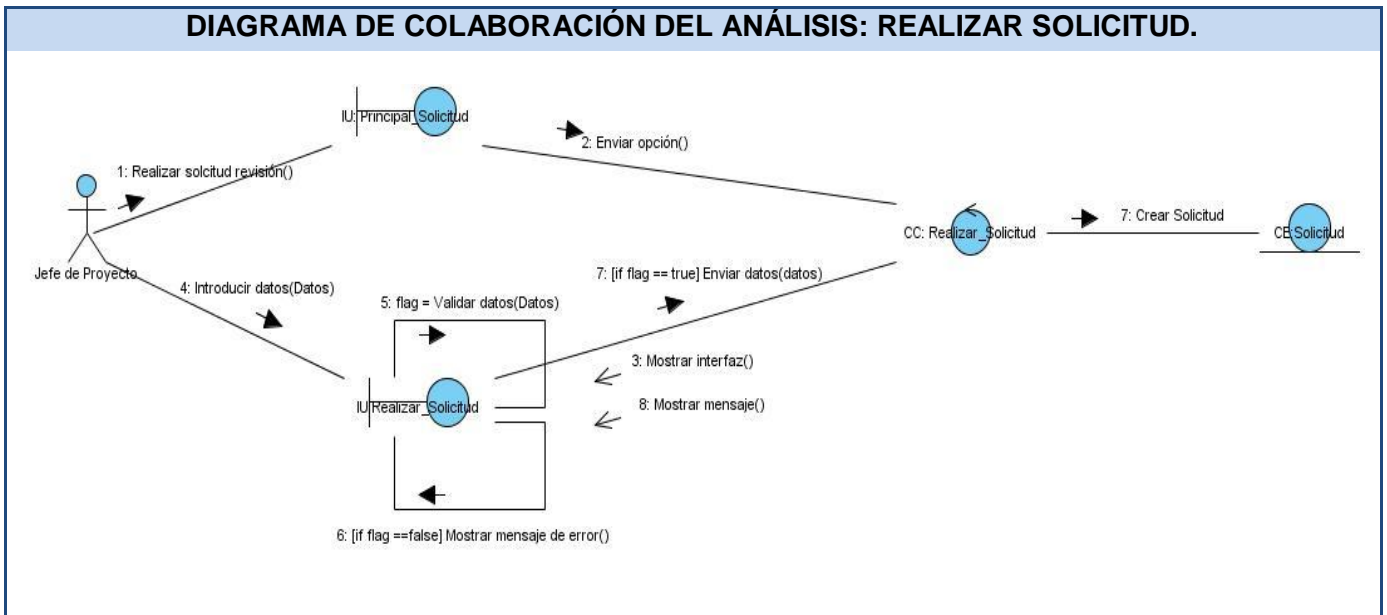 DIAGRAMA DE COLABORACIÓN DEL ANÁLISIS: REALIZAR SOLICITUD.
IU: Principal_Solicitud
2: Enviar opción()
1: Realizar solcitud revisión()
7: Crear Solicitud
CC: Realizar_Solicitud
CE:Solicitud
Jefe de Proyecto
7: [if flag == true] Enviar datos(datos)
4: Introducir datos(Datos)
5: flag = Validar datos(Datos)
3: Mostrar interfaz()
IU:Realizar_Solicitud
8: Mostrar mensaje()
6: [if flag ==false] Mostrar mensaje de error()